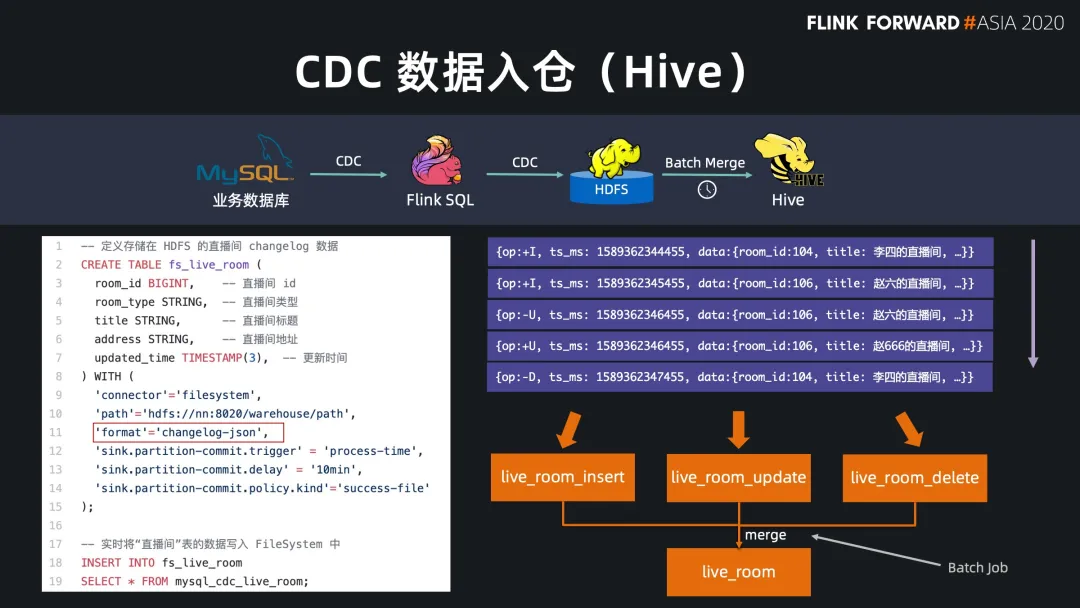 FLINK FORWARD #ASIA 2020
CDC 数据入仓（Hive）
MySQL
业务数据库
CDC
Flink SQL
CDC
HDFS
Batch Merge
HIVE
Hive
1 -- 定义存储在 HDFS 的直播间 changelog 数据
2 CREATE TABLE fs_live_room (
3 room_id BIGINT, -- 直播间 id
4 room_type STRING, -- 直播间类型
5 title STRING, -- 直播间标题
6 address STRING, -- 直播间地址
7 updated_time TIMESTAMP(3), -- 更新时间
8 ) WITH (
9 'connector'='filesystem',
10 'path'='hdfs://nn:8020/warehouse/path',
11 'format'='changelog-json',
12 'sink.partition-commit.trigger' = 'process-time',
13 'sink.partition-commit.delay' = '10min',
14 'sink.partition-commit.policy.kind'='success-file'
15 );
16
17 -- 实时将“直播间”表的数据写入 FileSystem 中
18 INSERT INTO fs_live_room
19 SELECT * FROM mysql_cdc_live_room;
{op:+I, ts_ms: 1589362344455, data:{room_id:104, title: 李四的直播间, …}}
{op:+I, ts_ms: 1589362345455, data:{room_id:106, title: 赵六的直播间, …}}
{op:-U, ts_ms: 1589362346455, data:{room_id:106, title: 赵六的直播间, …}}
{op:+U, ts_ms: 1589362346455, data:{room_id:106, title: 赵666的直播间, …}}
{op:-D, ts_ms: 1589362347455, data:{room_id:104, title: 李四的直播间, …}}
live_room_insert
live_room_update
live_room_delete
merge
live_room
Batch Job